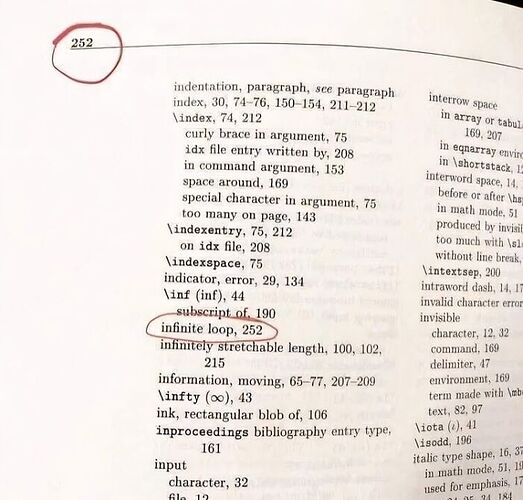 252
indentation, paragraph, see paragraph
index, 30, 74–76, 150–154, 211–212
\index, 74, 212
curly brace in argument, 75
idx file entry written by, 208
in command argument, 153
space around, 169
special character in argument, 75
too many on page, 143
\indexentry, 75, 212
on idx file, 208
\indexspace, 75
indicator, error, 29, 134
\inf (inf), 44
subscript of, 190
infinite loop, 252
infinitely stretchable length, 100, 102,
215
information, moving, 65–77, 207–209
\infty (∞), 43
ink, rectangular blob of, 106
inproceedings bibliography entry type,
161
input
character, 32
file, 12
interrow space
in array or
169, 207
in eqnarray
in \shortstack,
interword space, 14,
before or after
in math mode, 51
produced by
too much with
without line break,
\intextsep, 200
intraword dash, 14,
invalid character error
invisible
character, 12, 32
command, 169
delimiter, 47
environment, 169
term made with
text, 82, 97
\iota (ι), 41
\isodd, 196
italic type shape, 16,
in math mode, 51,
used for emphasis,